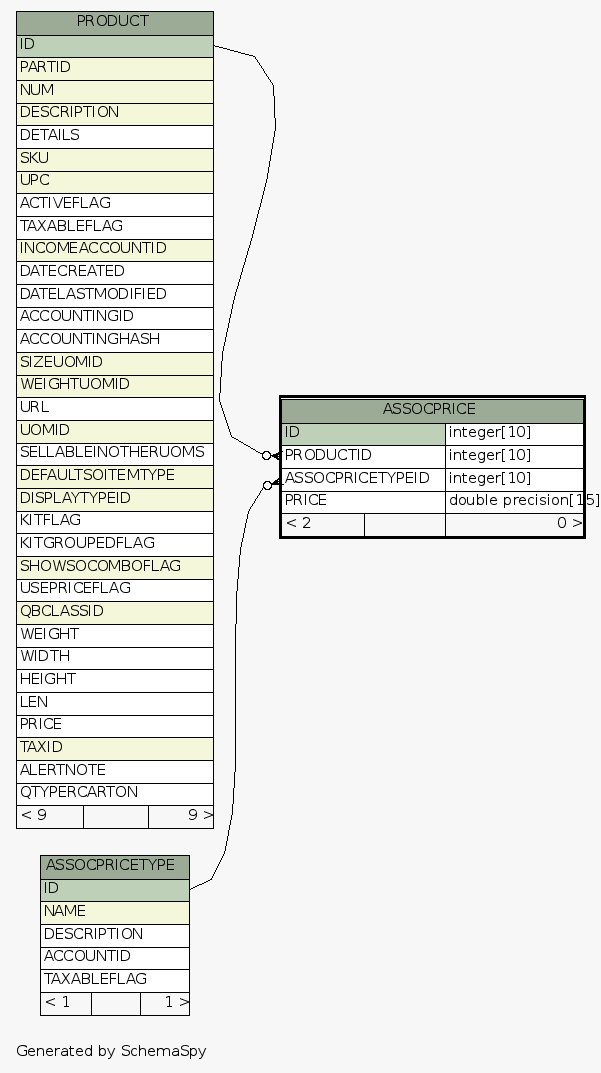 PRODUCT
ID
PARTID
NUM
DESCRIPTION
DETAILS
SKU
UPC
ACTIVEFLAG
TAXABLEFLAG
INCOMEACCOUNTID
DATECREATED
DATELASTMODIFIED
ACCOUNTINGID
ACCOUNTINGHASH
SIZEUOMID
WEIGHTUOMID
URL
UOMID
SELLABLEINOTHERUOMS
DEFAULTSOITEMTYPE
DISPLAYTYPEID
KITFLAG
KITGROUPEDFLAG
SHOWSOCOMBOFLAG
USEPRICEFLAG
QBCLASSID
WEIGHT
WIDTH
HEIGHT
LEN
PRICE
TAXID
ALERTNOTE
QTYPERCARTON
< 9 9 >
ASSOCPRICE
ID integer[10]
PRODUCTID integer[10]
ASSOCPRICETYPEID integer[10]
PRICE double precision[15]
< 2 0 >
ASSOCPRICETYPE
ID
NAME
DESCRIPTION
ACCOUNTID
TAXABLEFLAG
< 1 1 >
Generated by SchemaSpy